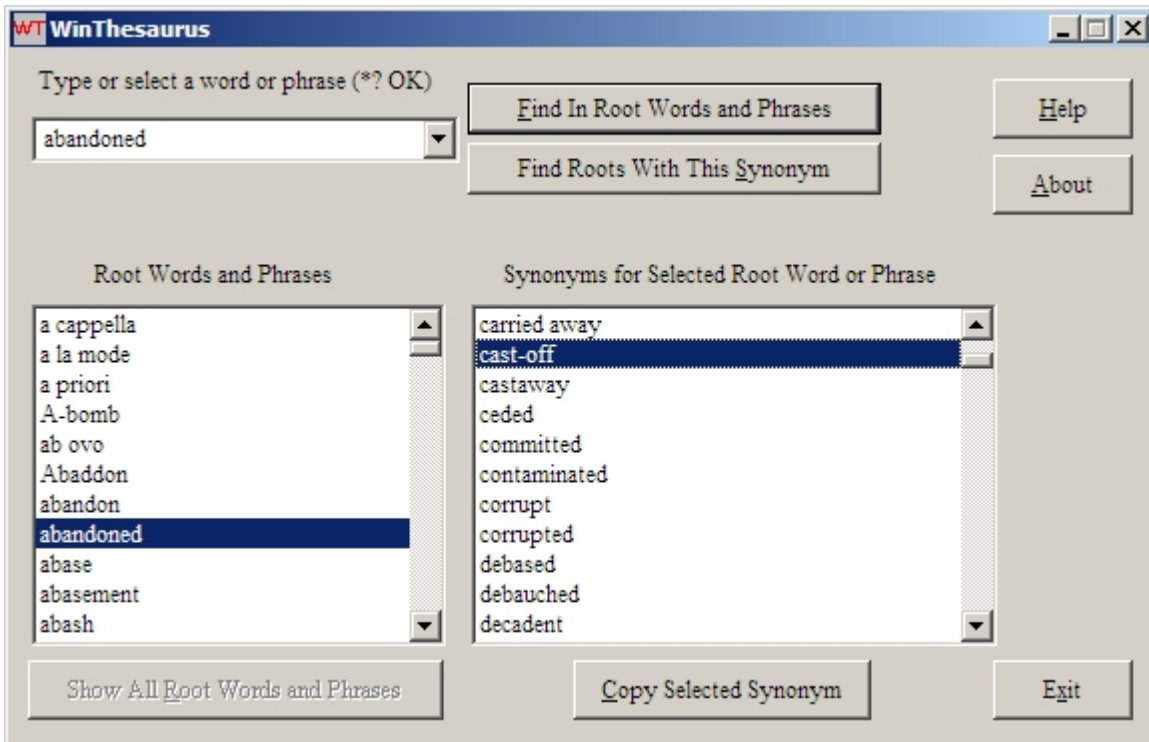 WT WinThesaurus
Type or select a word or phrase (*? OK)
abandoned
Find In Root Words and Phrases
Find Roots With This Synonym
Help
About
Root Words and Phrases
a cappella
a la mode
a priori
A-bomb
ab ovo
Abaddon
abandon
abandoned
abase
abasement
abash
Synonyms for Selected Root Word or Phrase
carried away
cast-off
castaway
ceded
committed
contaminated
corrupt
corrupted
debased
debauched
decadent
Show All Root Words and Phrases
Copy Selected Synonym
Exit